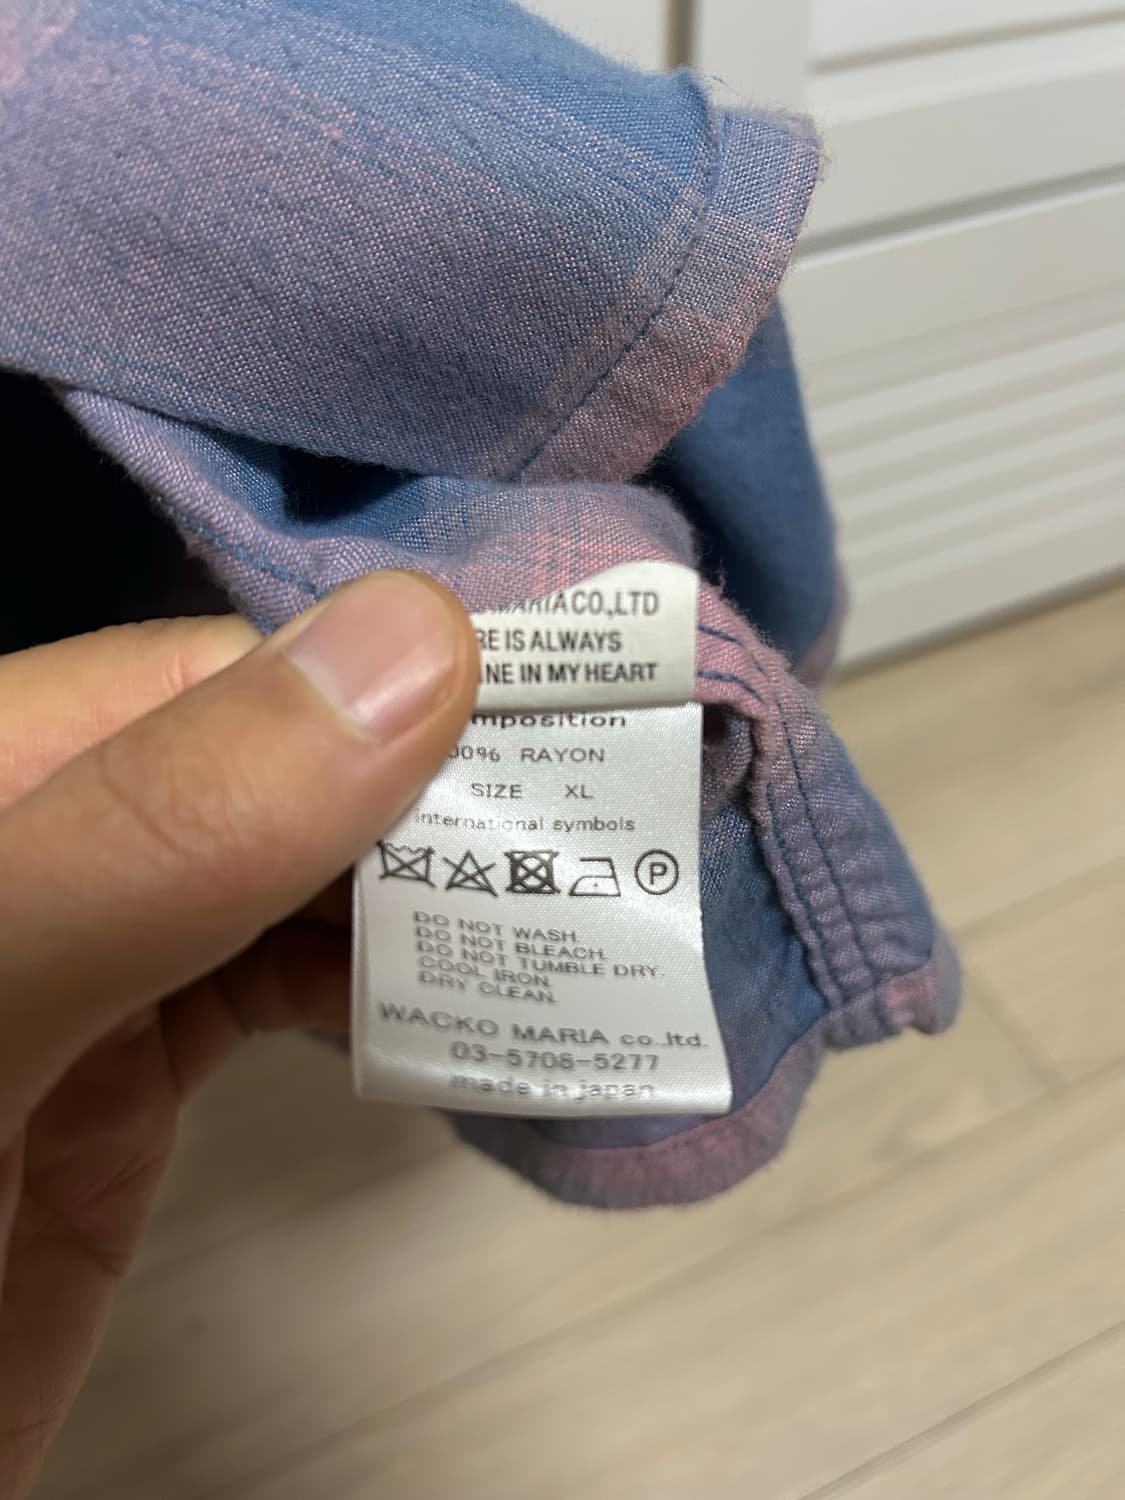 MARIA CO.,LTD
RE IS ALWAYS
INE IN MY HEART
mposition
00% RAYON
SIZE XL
international symbols
P
DO NOT WASH.
DO NOT BLEACH.
DO NOT TUMBLE DRY.
COOL IRON.
DRY CLEAN.
WACKO MARIA co.,ltd.
03-5708-5277
made in japan